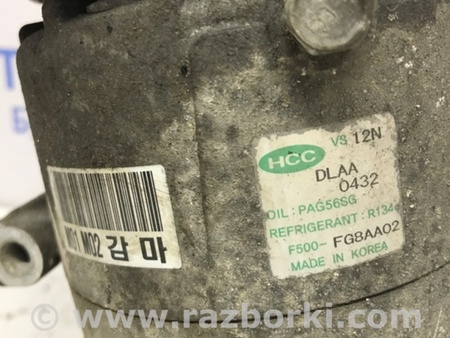 HCC VS 12N
DLAA
0432
OIL: PAG56SG
REFRIGERANT: R134a
F500- FG8AA02
MADE IN KOREA
M02 감마
www.razborki.com